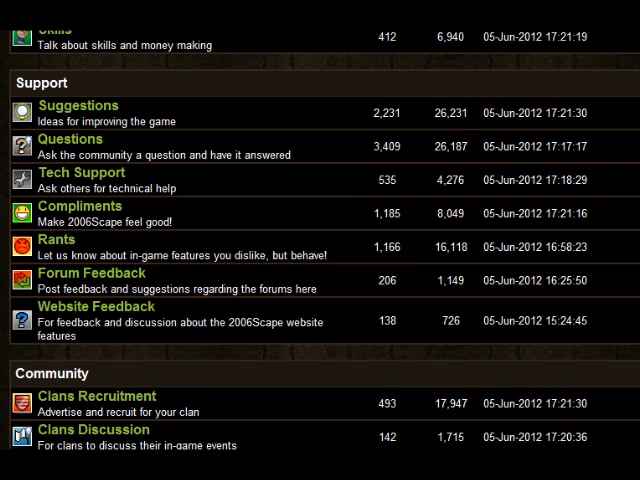 Skills
Talk about skills and money making 412 6,940 05-Jun-2012 17:21:19
Support
Suggestions
Ideas for improving the game 2,231 26,231 05-Jun-2012 17:21:30
Questions
Ask the community a question and have it answered 3,409 26,187 05-Jun-2012 17:17:17
Tech Support
Ask others for technical help 535 4,276 05-Jun-2012 17:18:29
Compliments
Make 2006Scape feel good! 1,185 8,049 05-Jun-2012 17:21:16
Rants
Let us know about in-game features you dislike, but behave! 1,166 16,118 05-Jun-2012 16:58:23
Forum Feedback
Post feedback and suggestions regarding the forums here 206 1,149 05-Jun-2012 16:25:50
Website Feedback
For feedback and discussion about the 2006Scape website 138 726 05-Jun-2012 15:24:45
features
Community
Clans Recruitment
Advertise and recruit for your clan 493 17,947 05-Jun-2012 17:21:30
Clans Discussion
For clans to discuss their in-game events 142 1,715 05-Jun-2012 17:20:36